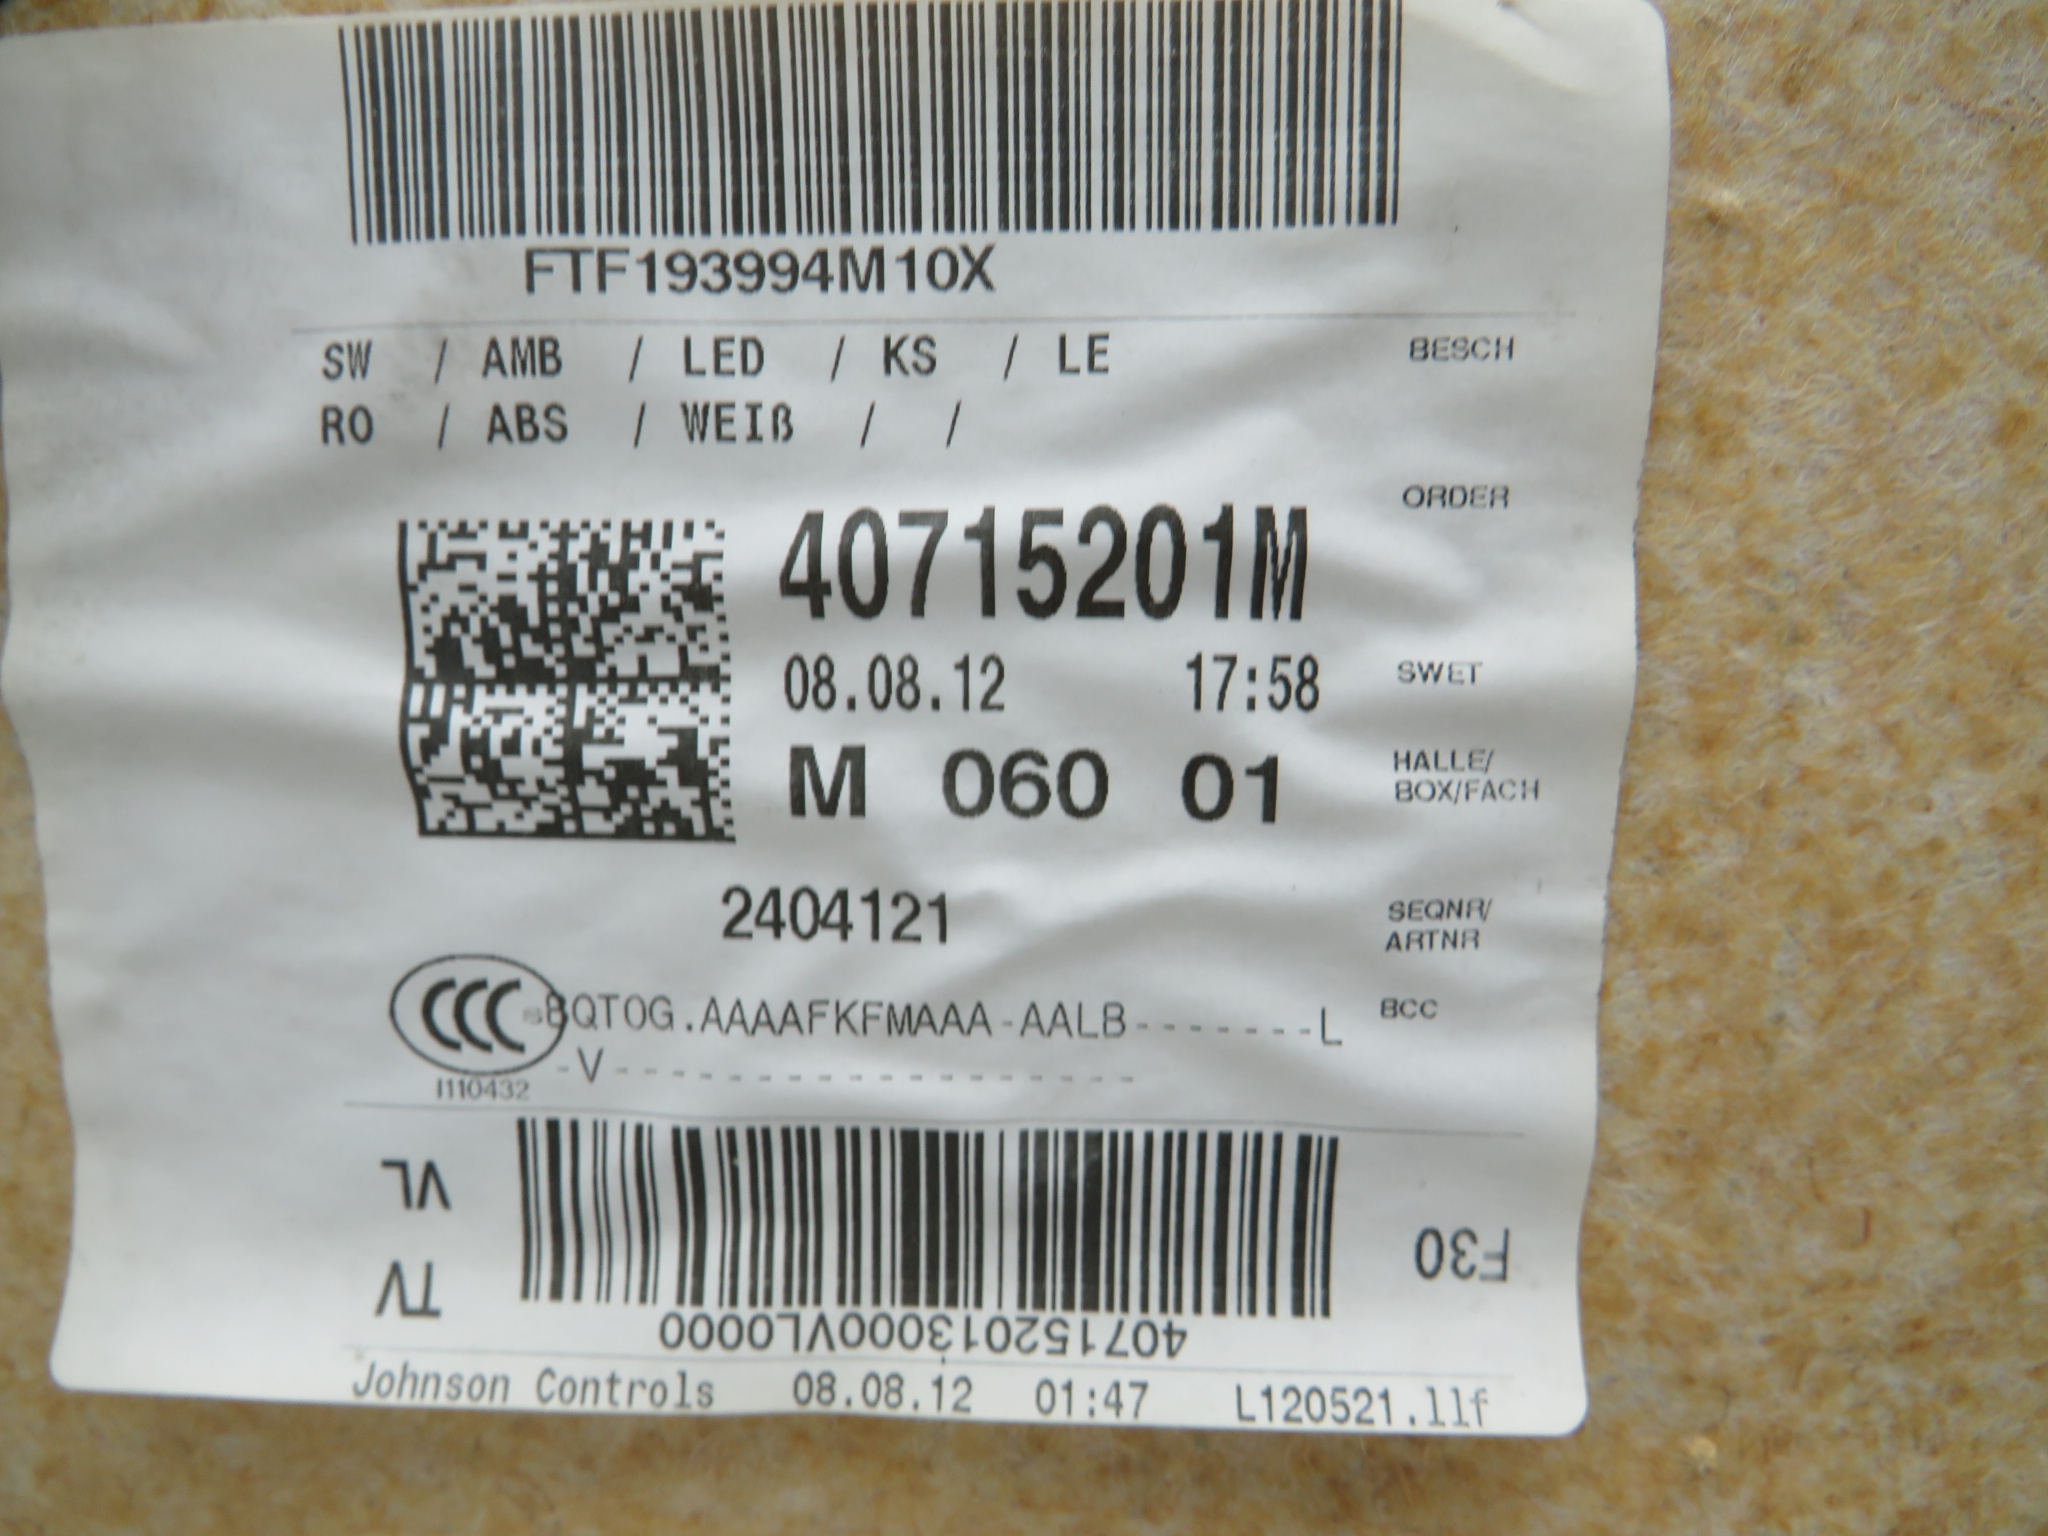 FTF193994M10X
SW / AMB / LED / KS / LE BESCH
RO / ABS / WEIß / /
ORDER
40715201M
08.08.12 17:58 SWET
M 060 01 HALLE/
BOX/FACH
2404121 SEQNR/
ARTNR
CCC BQTOG.AAAAFKFMAAA-AALB-------L BCC
-V-------------------
I110432
VL
TV
F30
407152013000VL0000
Johnson Controls 08.08.12 01:47 L120521.llf